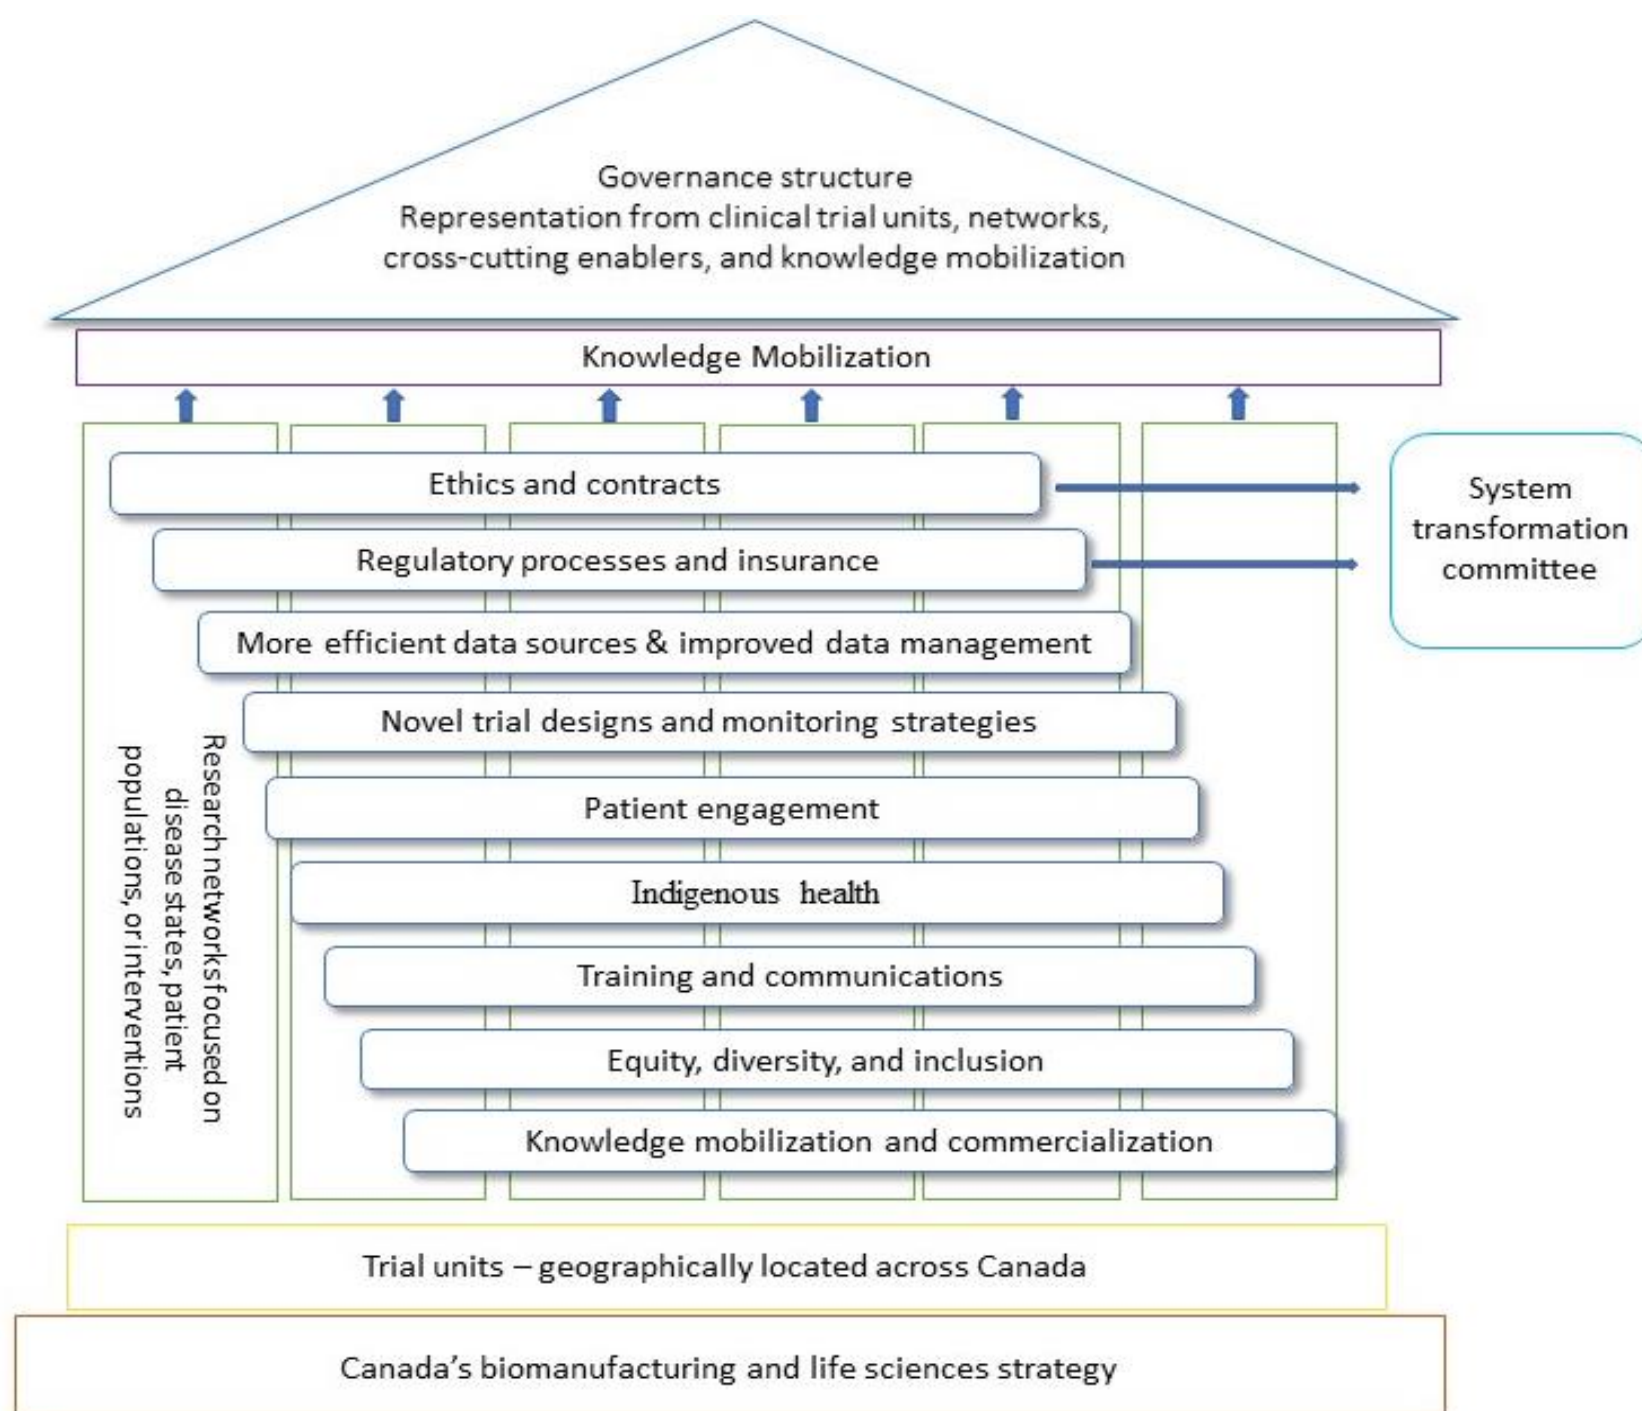 Governance structure
Representation from clinical trial units, networks,
cross-cutting enablers, and knowledge mobilization
Knowledge Mobilization
Ethics and contracts
System
transformation
committee
Regulatory processes and insurance
More efficient data sources & improved data management
Novel trial designs and monitoring strategies
Research networks focused on
disease states, patient
populations, or interventions
Patient engagement
Indigenous health
Training and communications
Equity, diversity, and inclusion
Knowledge mobilization and commercialization
Trial units – geographically located across Canada
Canada’s biomanufacturing and life sciences strategy